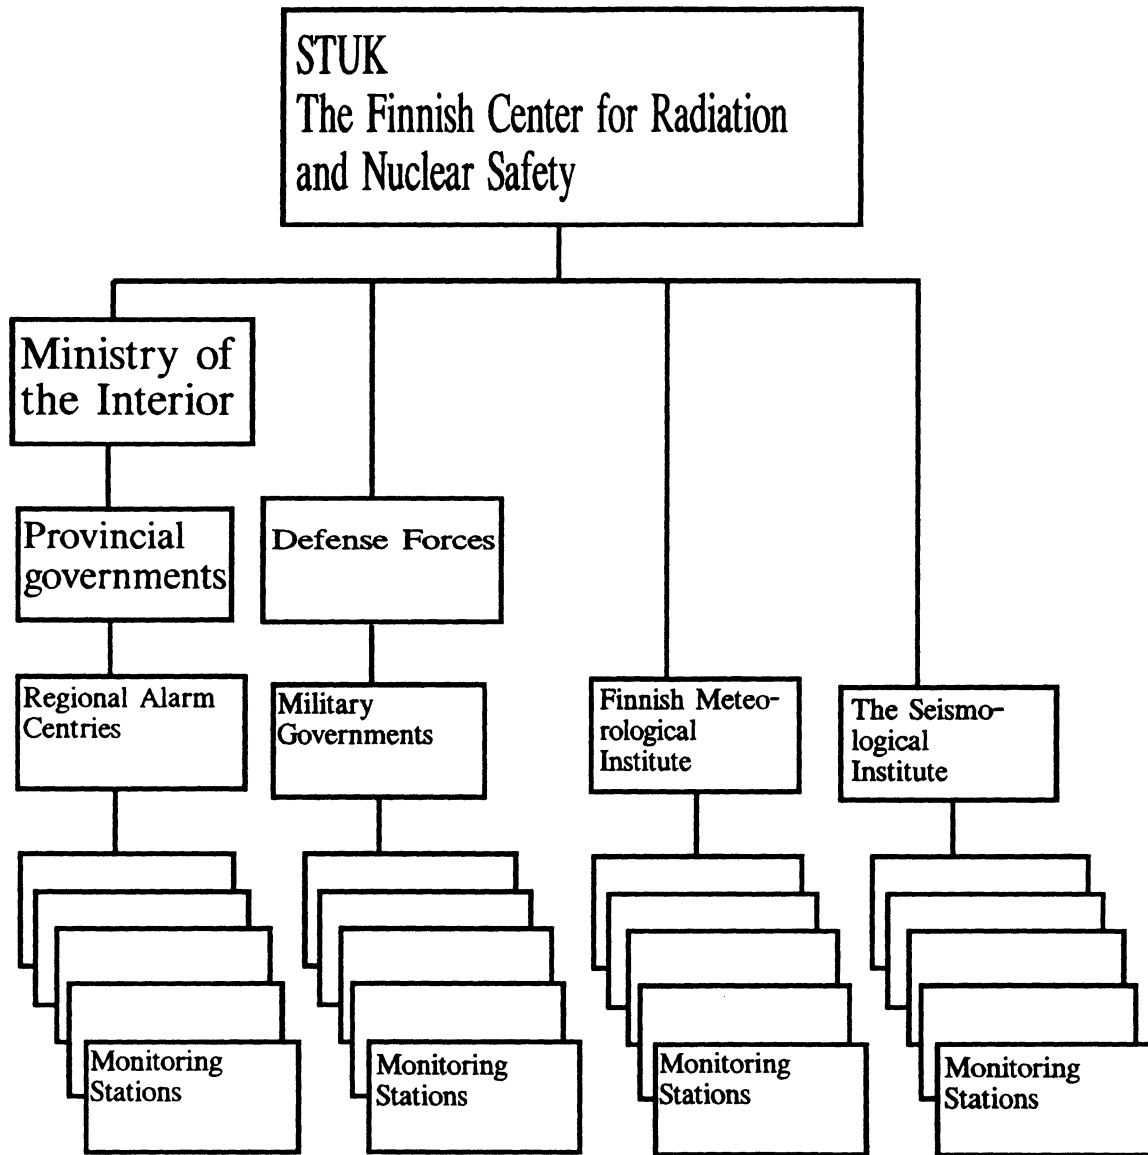 STUK
The Finnish Center for Radiation
and Nuclear Safety
Ministry of
the Interior
Provincial
governments
Defense Forces
Regional Alarm
Centries
Military
Governments
Finnish Meteo-
rological
Institute
The Seismo-
logical
Institute
Monitoring
Stations
Monitoring
Stations
Monitoring
Stations
Monitoring
Stations